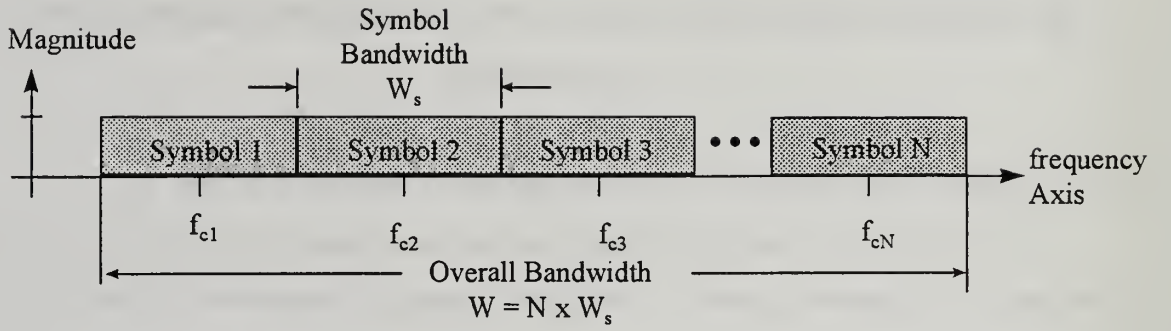 Magnitude
Symbol
Bandwidth
W_s
Symbol 1
Symbol 2
Symbol 3
•••
Symbol N
frequency
Axis
f_c1
f_c2
f_c3
f_cN
Overall Bandwidth
W = N x W_s